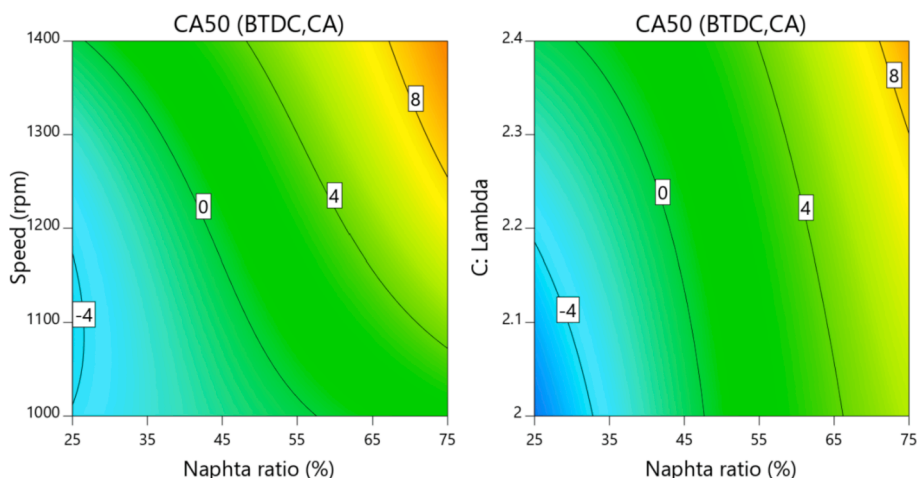 CA50 (BTDC,CA)
1400
1300
1200
1100
1000
Speed (rpm)
8
4
0
-4
25 35 45 55 65 75
Naphta ratio (%)
CA50 (BTDC,CA)
2.4
2.3
2.2
2.1
2
C: Lambda
8
0
4
-4
25 35 45 55 65 75
Naphta ratio (%)